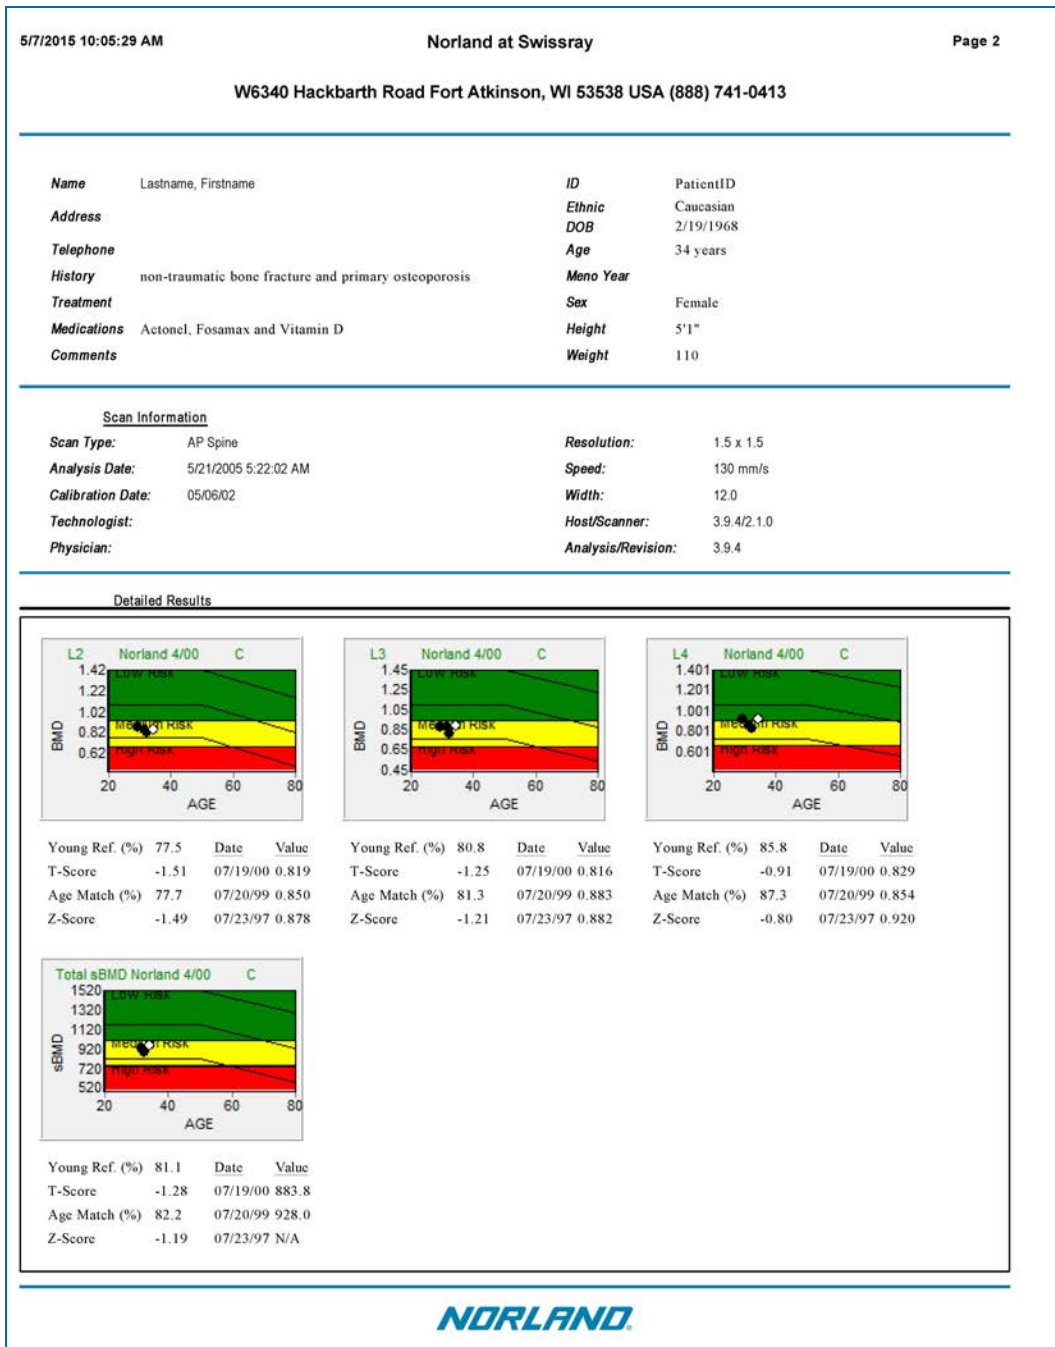 5/7/2015 10:05:29 AM Norland at Swissray Page 2
W6340 Hackbarth Road Fort Atkinson, WI 53538 USA (888) 741-0413
Name Lastname, Firstname ID PatientID
Address Ethnic Caucasian
DOB 2/19/1968
Telephone Age 34 years
History non-traumatic bone fracture and primary osteoporosis Meno Year
Treatment Sex Female
Medications Actonel, Fosamax and Vitamin D Height 5'1"
Comments Weight 110
Scan Information
Scan Type: AP Spine Resolution: 1.5 x 1.5
Analysis Date: 5/21/2005 5:22:02 AM Speed: 130 mm/s
Calibration Date: 05/06/02 Width: 12.0
Technologist: Host/Scanner: 3.9.4/2.1.0
Physician: Analysis/Revision: 3.9.4
Detailed Results
L2 Norland 4/00 C
1.42 Low Risk
1.22
1.02
0.82 Medium Risk
0.62 High Risk
BMD
20 40 60 80
AGE
L3 Norland 4/00 C
1.45 Low Risk
1.25
1.05
0.85 Medium Risk
0.65 High Risk
0.45
BMD
20 40 60 80
AGE
L4 Norland 4/00 C
1.401 Low Risk
1.201
1.001
0.801 Medium Risk
0.601 High Risk
BMD
20 40 60 80
AGE
Young Ref. (%) 77.5 Date Value
T-Score -1.51 07/19/00 0.819
Age Match (%) 77.7 07/20/99 0.850
Z-Score -1.49 07/23/97 0.878
Young Ref. (%) 80.8 Date Value
T-Score -1.25 07/19/00 0.816
Age Match (%) 81.3 07/20/99 0.883
Z-Score -1.21 07/23/97 0.882
Young Ref. (%) 85.8 Date Value
T-Score -0.91 07/19/00 0.829
Age Match (%) 87.3 07/20/99 0.854
Z-Score -0.80 07/23/97 0.920
Total sBMD Norland 4/00 C
1520 Low Risk
1320
1120
920 Medium Risk
720 High Risk
520
sBMD
20 40 60 80
AGE
Young Ref. (%) 81.1 Date Value
T-Score -1.28 07/19/00 883.8
Age Match (%) 82.2 07/20/99 928.0
Z-Score -1.19 07/23/97 N/A
NORLAND.